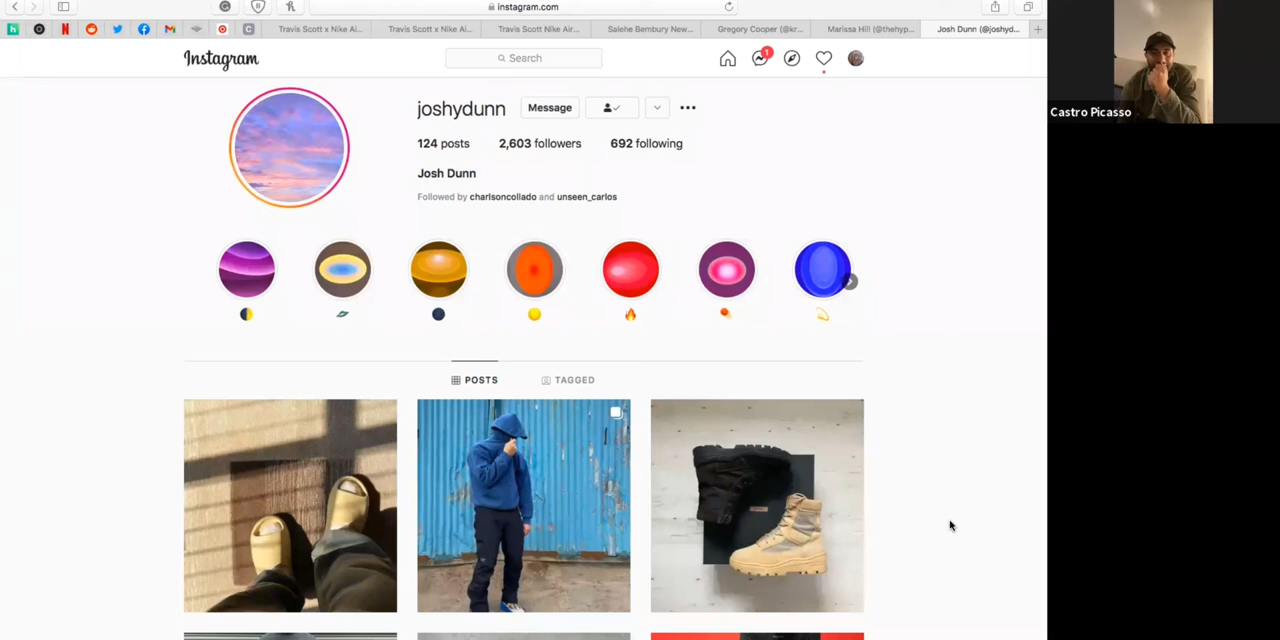 instagram.com
Travis Scott x Nike Ai...
Travis Scott x Nike Ai...
Travis Scott Nike Air...
Salehe Bembury New...
Gregory Cooper (@kr...
Marissa Hill (@thehyp...
Josh Dunn (@joshyd...
Instagram
Search
1
joshydunn
Message
124 posts
2,603 followers
692 following
Josh Dunn
Followed by charlsoncollado and unseen_carlos
POSTS
TAGGED
Castro Picasso